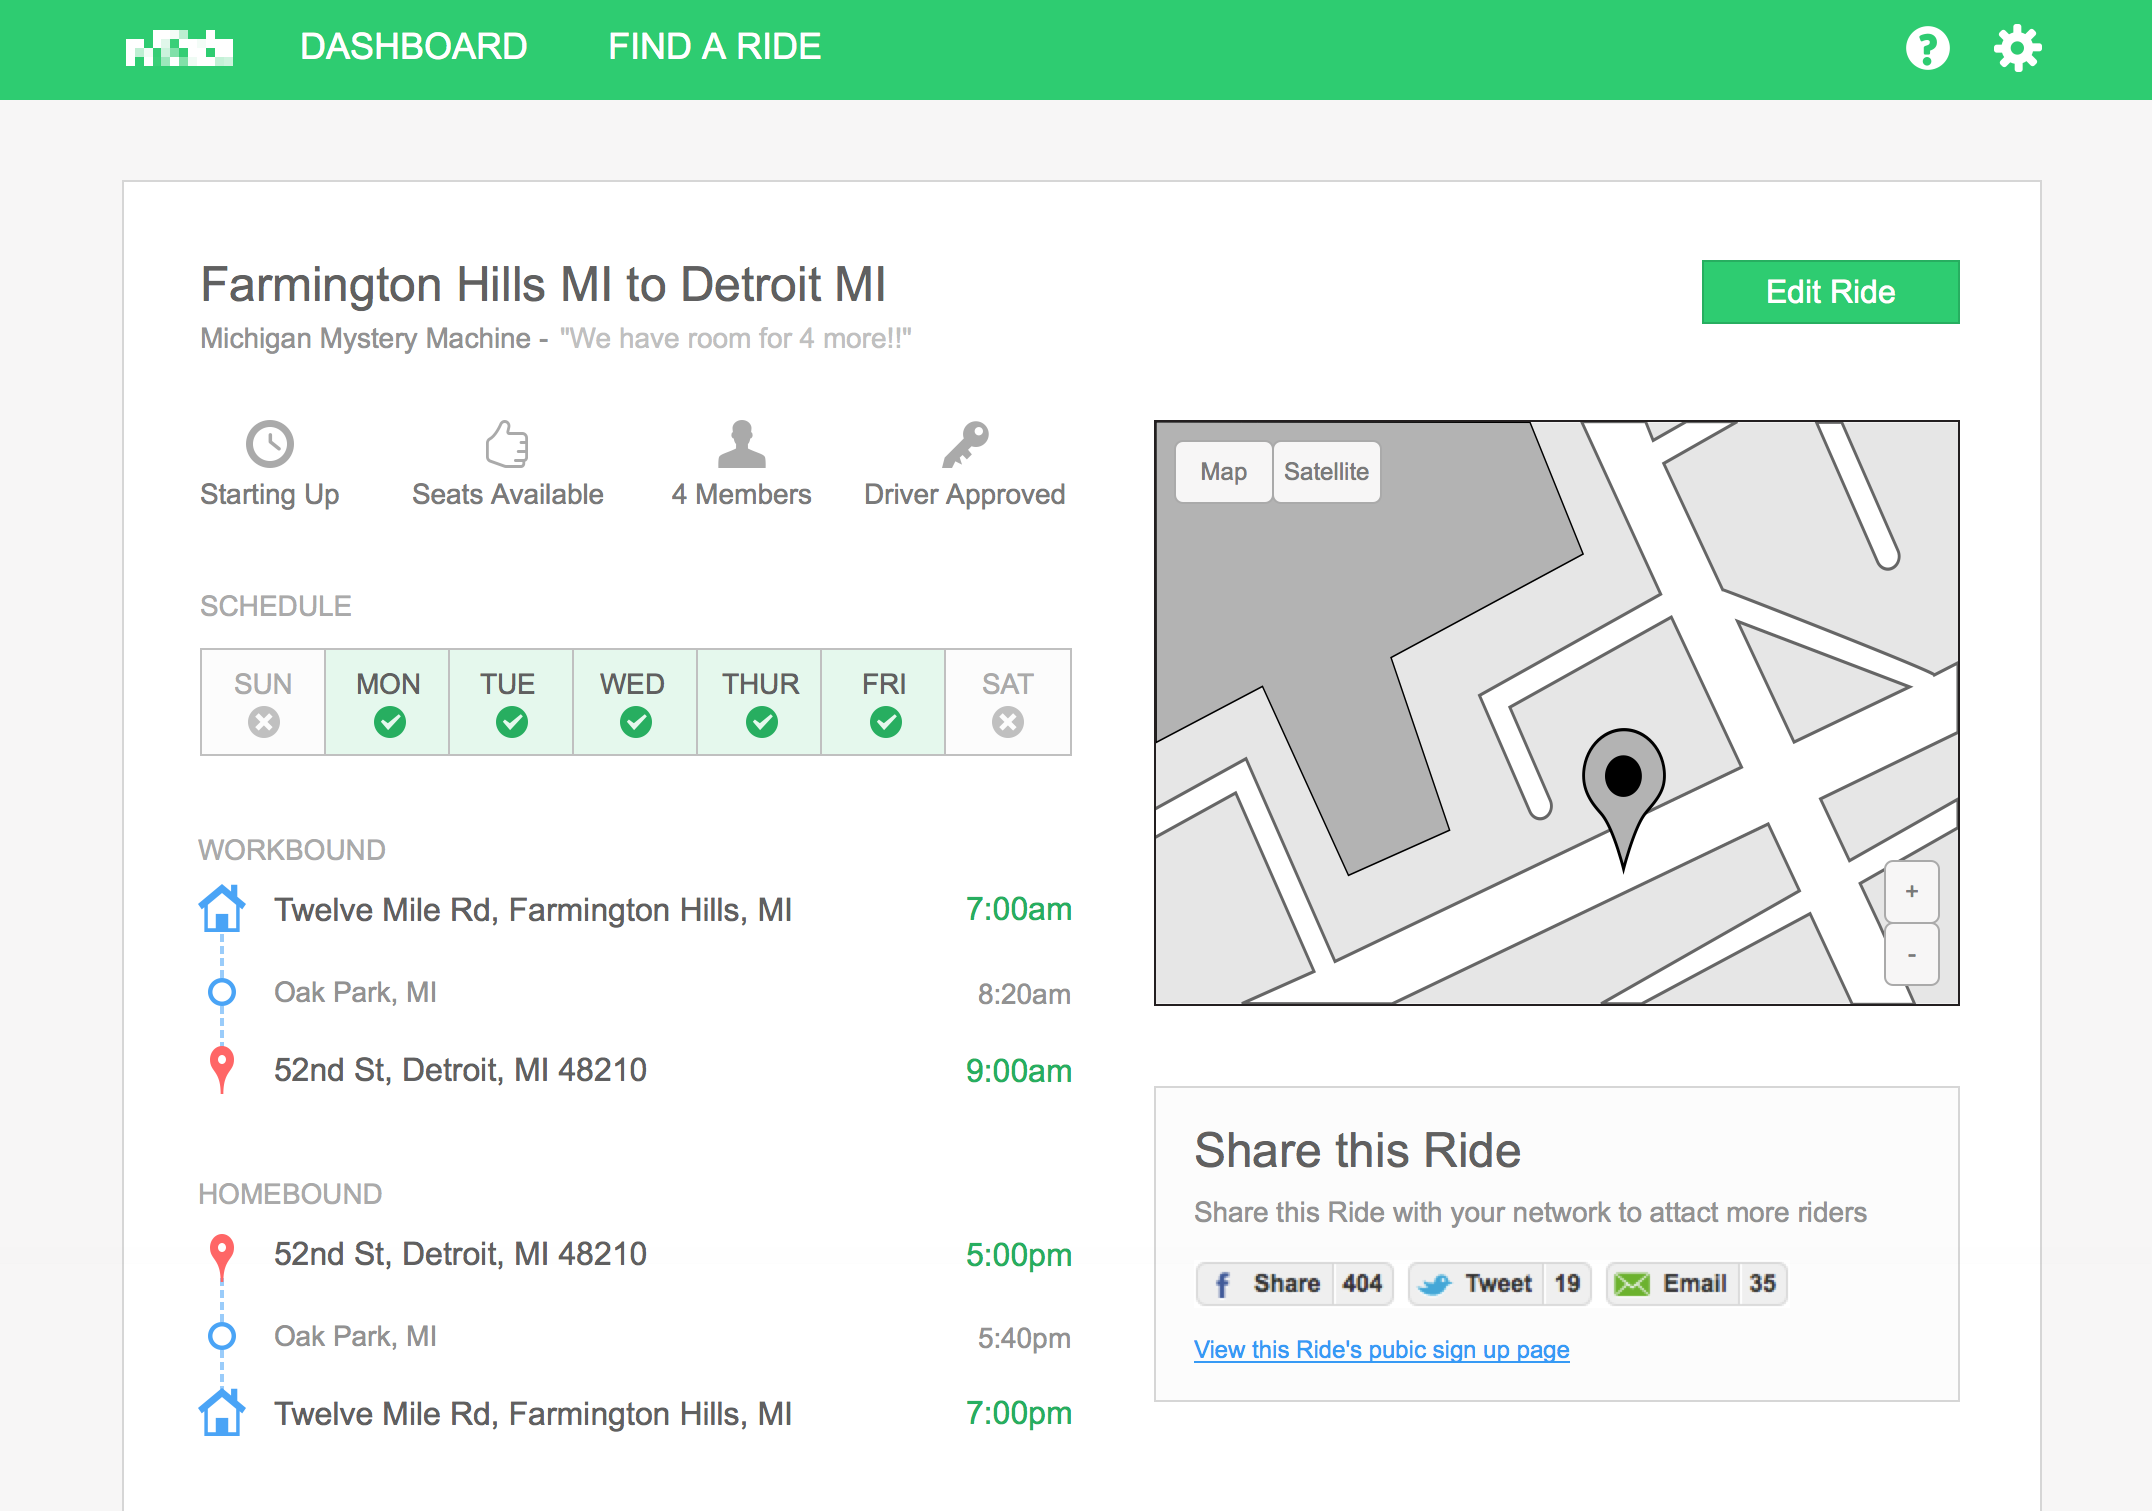 DASHBOARD FIND A RIDE
Farmington Hills MI to Detroit MI
Edit Ride
Michigan Mystery Machine - "We have room for 4 more!!"
Starting Up Seats Available 4 Members Driver Approved
SCHEDULE
SUN MON TUE WED THUR FRI SAT
WORKBOUND
Twelve Mile Rd, Farmington Hills, MI 7:00am
Oak Park, MI 8:20am
52nd St, Detroit, MI 48210 9:00am
HOMEBOUND
52nd St, Detroit, MI 48210 5:00pm
Oak Park, MI 5:40pm
Twelve Mile Rd, Farmington Hills, MI 7:00pm
Map Satellite
+
-
Share this Ride
Share this Ride with your network to attact more riders
Share 404 Tweet 19 Email 35
View this Ride's pubic sign up page